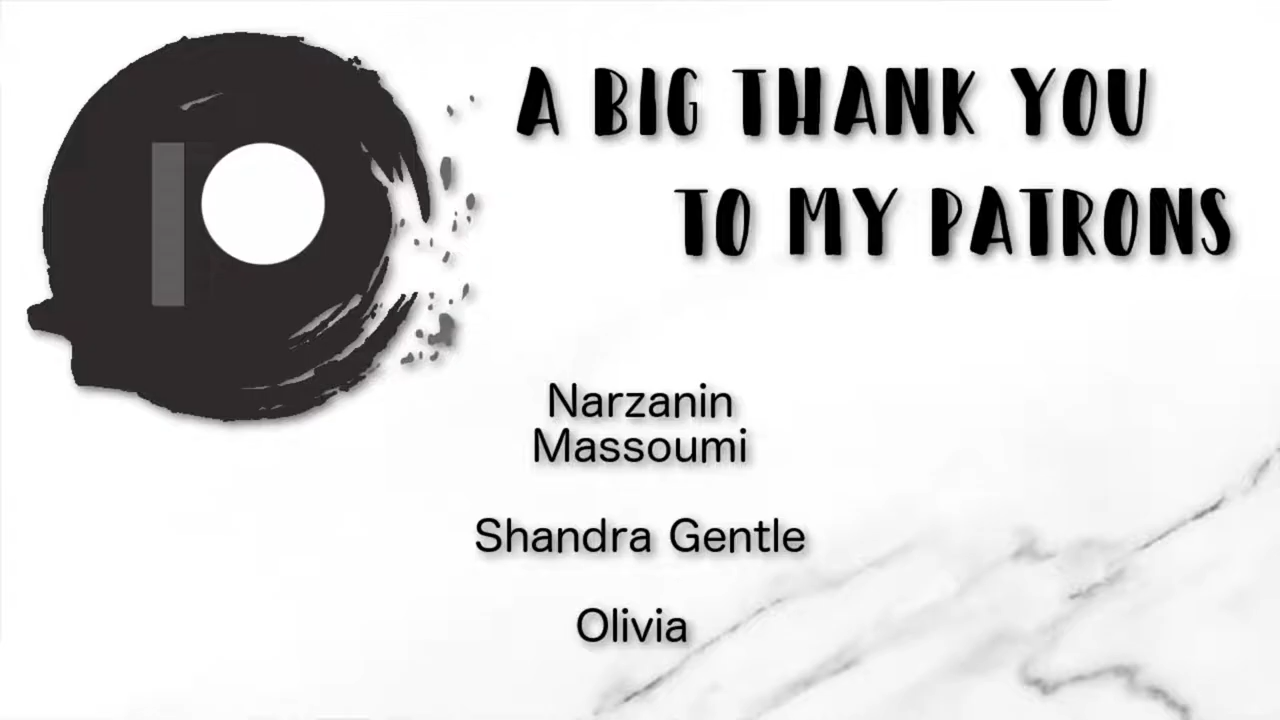 A BIG THANK YOU
TO MY PATRONS
Narzanin
Massoumi
Shandra Gentle
Olivia